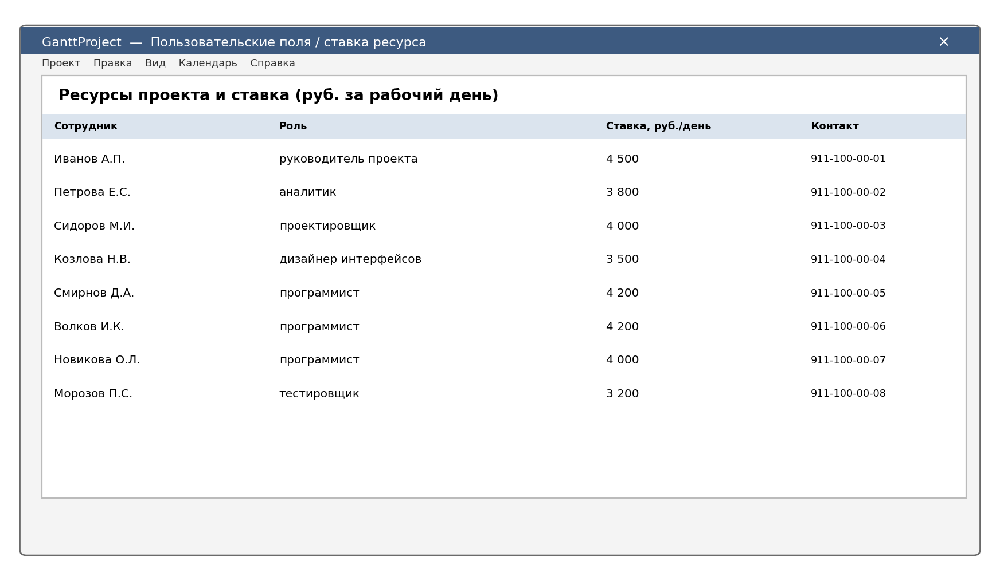 GanttProject — Пользовательские поля / ставка ресурса ×
Проект Правка Вид Календарь Справка
Ресурсы проекта и ставка (руб. за рабочий день)
Сотрудник Роль Ставка, руб./день Контакт
Иванов А.П. руководитель проекта 4 500 911-100-00-01
Петрова Е.С. аналитик 3 800 911-100-00-02
Сидоров М.И. проектировщик 4 000 911-100-00-03
Козлова Н.В. дизайнер интерфейсов 3 500 911-100-00-04
Смирнов Д.А. программист 4 200 911-100-00-05
Волков И.К. программист 4 200 911-100-00-06
Новикова О.Л. программист 4 000 911-100-00-07
Морозов П.С. тестировщик 3 200 911-100-00-08